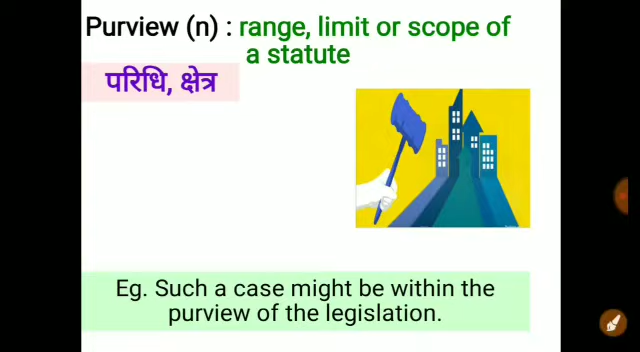 Purview (n) : range, limit or scope of
a statute
परिधि, क्षेत्र
Eg. Such a case might be within the
purview of the legislation.